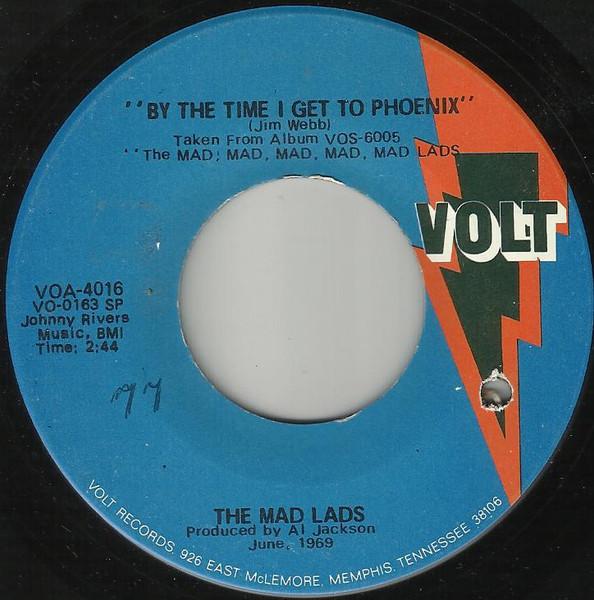 ''BY THE TIME I GET TO PHOENIX''
(Jim Webb)
Taken From Album VOS-6005
''The MAD, MAD, MAD, MAD, MAD LADS
VOLT
VOA-4016
VO-0163 SP
Johnny Rivers
Music, BMI
Time: 2:44
THE MAD LADS
Produced by Al Jackson
June, 1969
VOLT RECORDS, 926 EAST McLEMORE, MEMPHIS, TENNESSEE 38106